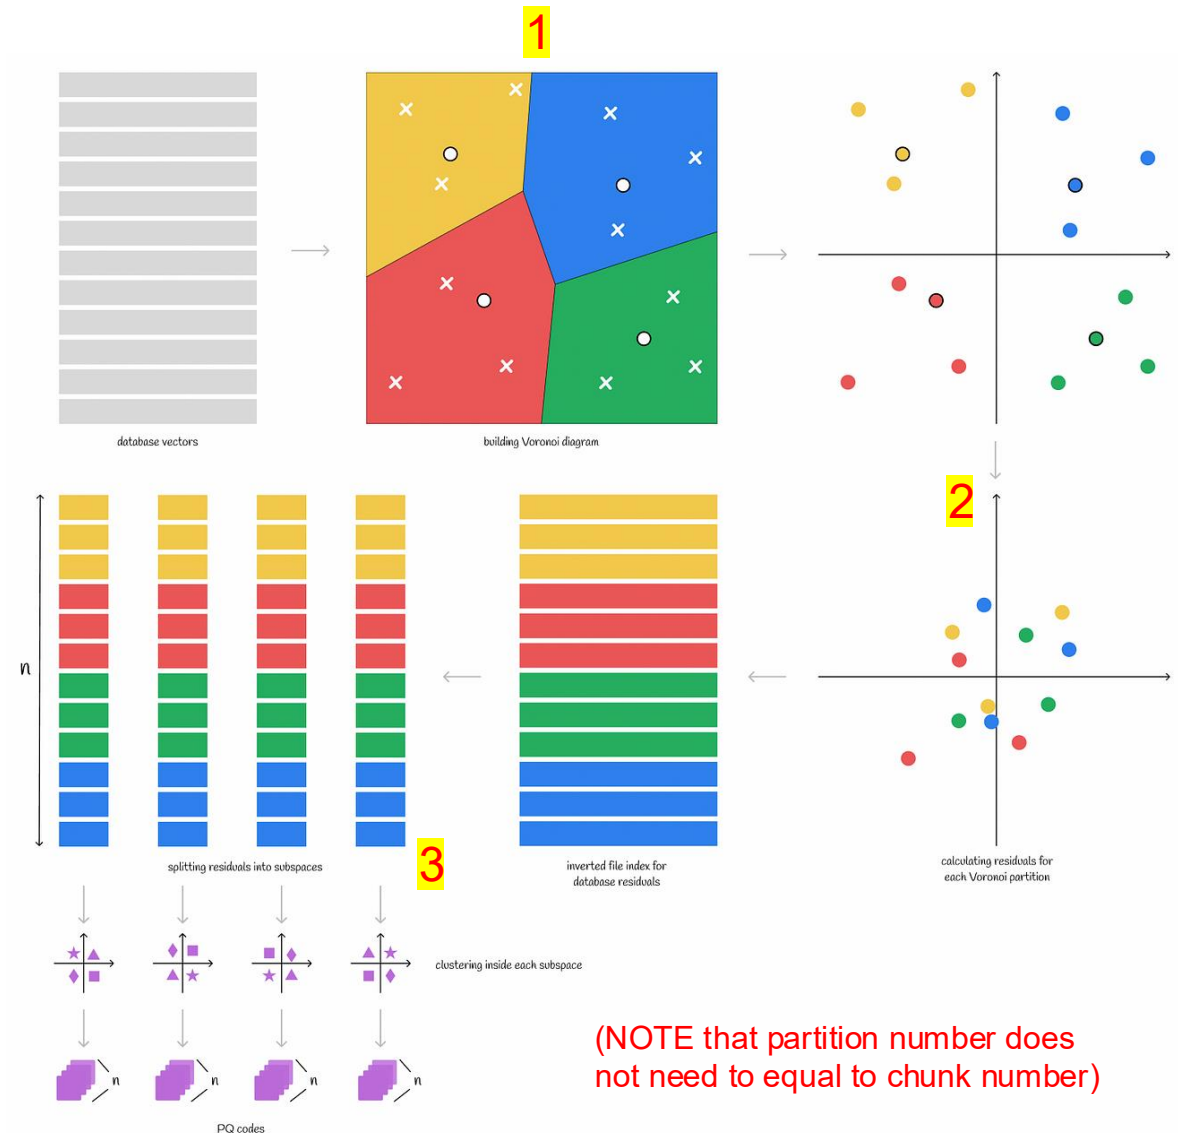 1
database vectors
building Voronoi diagram
2
n
3
splitting residuals into subspaces
inverted file index for
database residuals
calculating residuals for
each Voronoi partition
clustering inside each subspace
n
n
n
n
(NOTE that partition number does
not need to equal to chunk number)
PQ codes